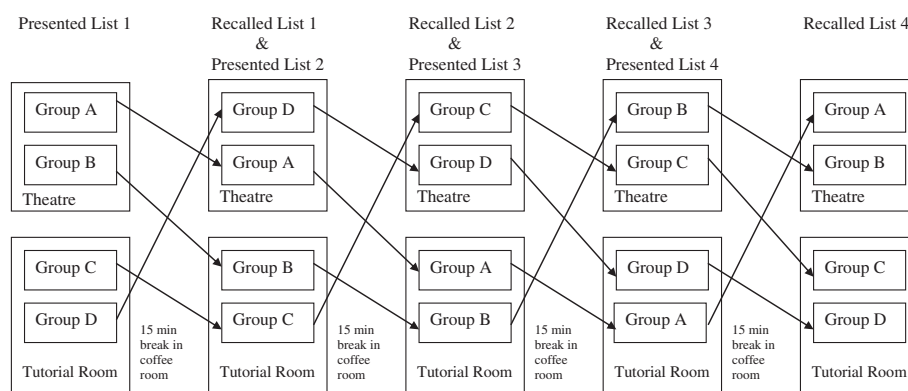 Presented List 1
Recalled List 1
&
Presented List 2
Recalled List 2
&
Presented List 3
Recalled List 3
&
Presented List 4
Recalled List 4
Group A
Group B
Theatre
Group D
Group A
Theatre
Group C
Group D
Theatre
Group B
Group C
Theatre
Group A
Group B
Theatre
Group C
Group D
Tutorial Room
15 min
break in
coffee
room
Group B
Group C
Tutorial Room
15 min
break in
coffee
room
Group A
Group B
Tutorial Room
15 min
break in
coffee
room
Group D
Group A
Tutorial Room
15 min
break in
coffee
room
Group C
Group D
Tutorial Room